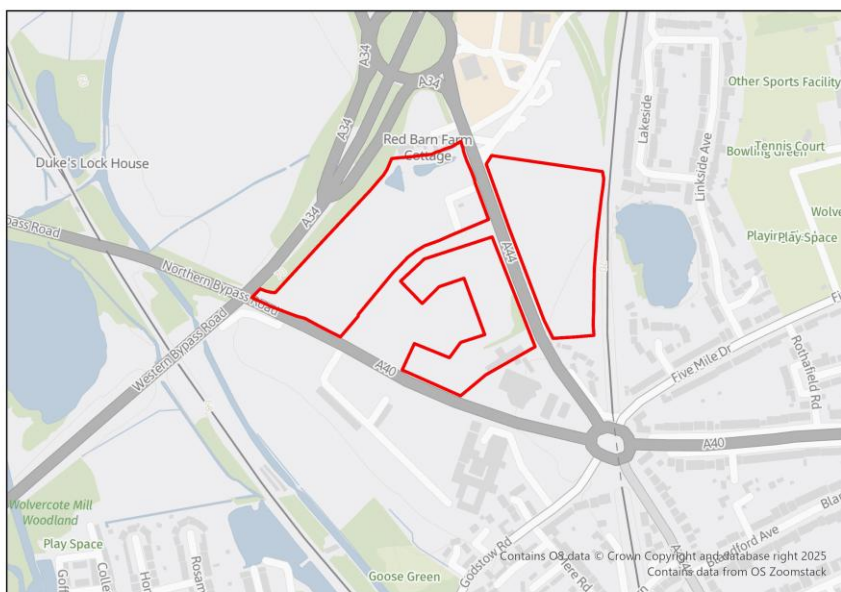 A34
A34
A34
Other Sports Facility
Lakeside
Linkside Ave
Red Barn Farm
Cottage
Tennis Court
Bowling Green
Duke's Lock House
A34
Play Space
pass Road
Northern Bypass Road
A44
Western Bypass Road
Five Mile Dr
Rothafield Rd
A40
A40
Wolvercote Mill
Woodland
Play Space
Godstow Rd
Goose Green
Contains OS data © Crown Copyright and database right 2025
Contains data from OS Zoomstack